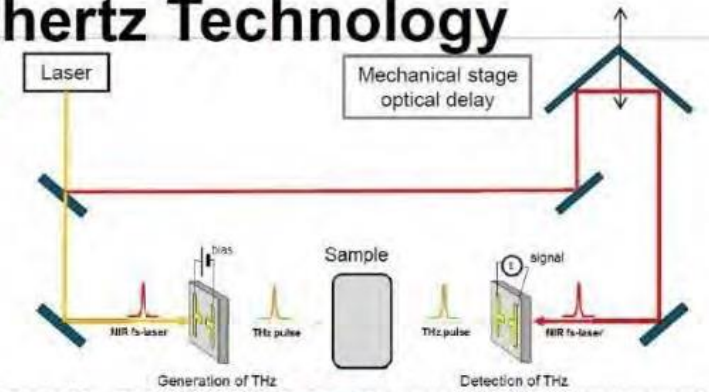 hertz Technology
Laser
Mechanical stage
optical delay
bias
Sample
signal
NIR fs-laser
THz pulse
THz pulse
NIR fs-laser
Generation of THz
Detection of THz